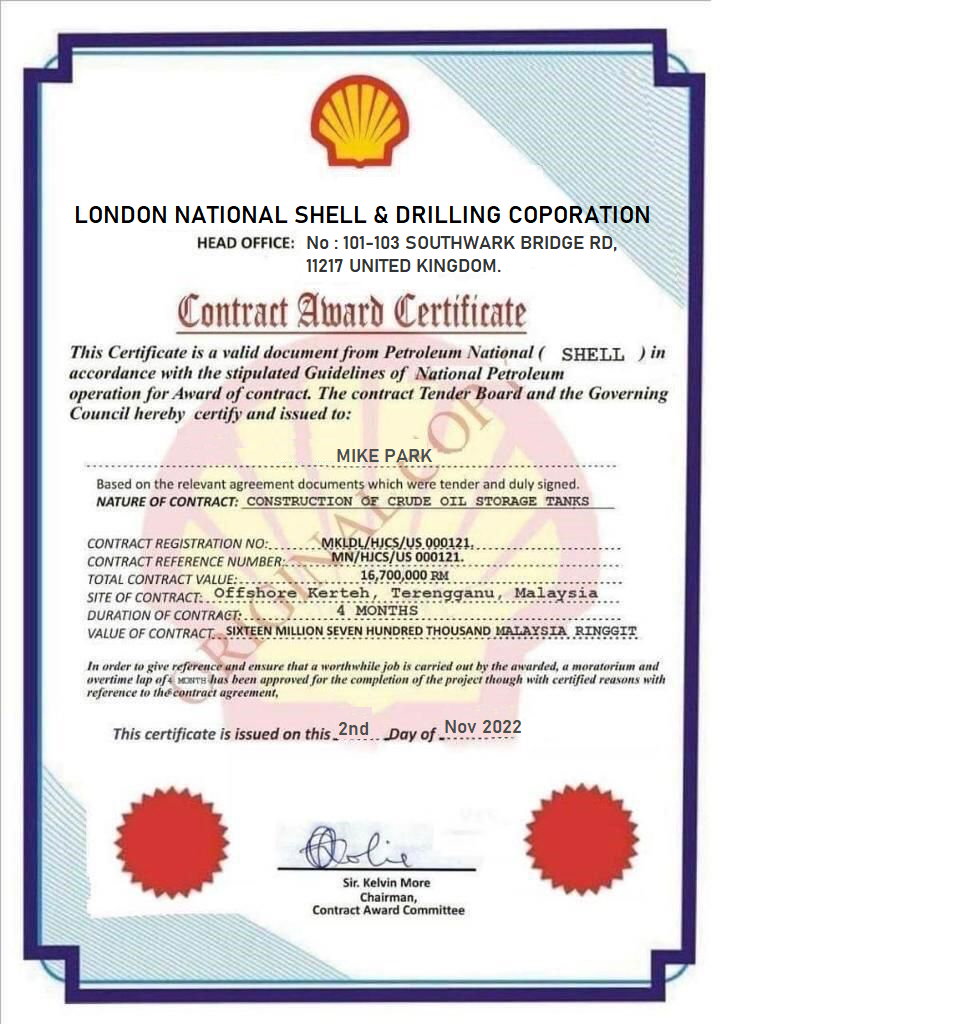 LONDON NATIONAL SHELL & DRILLING COPORATION
HEAD OFFICE: No : 101-103 SOUTHWARK BRIDGE RD,
11217 UNITED KINGDOM.
Contract Award Certificate
This Certificate is a valid document from Petroleum National ( SHELL ) in
accordance with the stipulated Guidelines of National Petroleum
operation for Award of contract. The contract Tender Board and the Governing
Council hereby certify and issued to:
MIKE PARK
Based on the relevant agreement documents which were tender and duly signed.
NATURE OF CONTRACT: CONSTRUCTION OF CRUDE OIL STORAGE TANKS
CONTRACT REGISTRATION NO: MKLDL/HJCS/US 000121.
CONTRACT REFERENCE NUMBER: MN/HJCS/US 000121.
TOTAL CONTRACT VALUE: 16,700,000 RM
SITE OF CONTRACT: Offshore Kerteh, Terengganu, Malaysia
DURATION OF CONTRACT: 4 MONTHS
VALUE OF CONTRACT SIXTEEN MILLION SEVEN HUNDRED THOUSAND MALAYSIA RINGGIT
In order to give reference and ensure that a worthwhile job is carried out by the awarded, a moratorium and
overtime lap of 4 MONTH has been approved for the completion of the project though with certified reasons with
reference to the contract agreement,
This certificate is issued on this 2nd Day of Nov 2022
Sir. Kelvin More
Chairman,
Contract Award Committee
ORIGINAL COPY